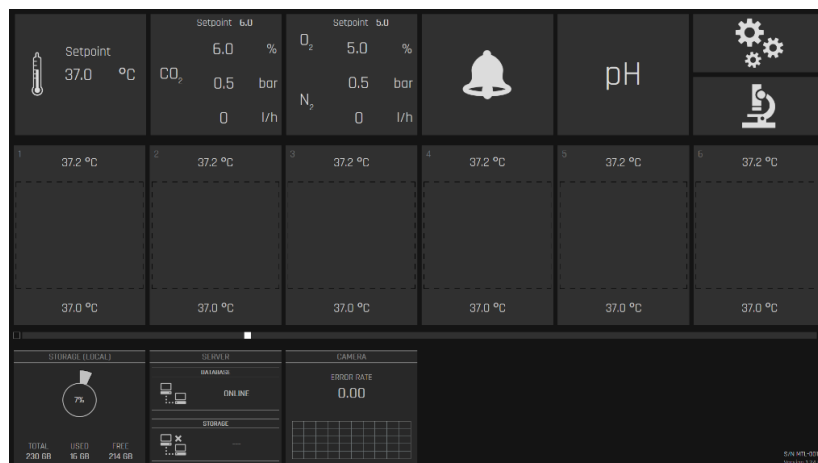 Setpoint
37.0 °C
Setpoint 6.0
CO2
6.0 %
0.5 bar
0 l/h
Setpoint 5.0
O2
5.0 %
N2
0.5 bar
0 l/h
pH
1 37.2 °C
2 37.2 °C
3 37.2 °C
4 37.2 °C
5 37.2 °C
6 37.2 °C
37.0 °C
37.0 °C
37.0 °C
37.0 °C
37.0 °C
37.0 °C
STORAGE (LOCAL)
7%
TOTAL USED FREE
230 GB 16 GB 214 GB
SERVER
DATABASE
ONLINE
STORAGE
—
CAMERA
ERROR RATE
0.00